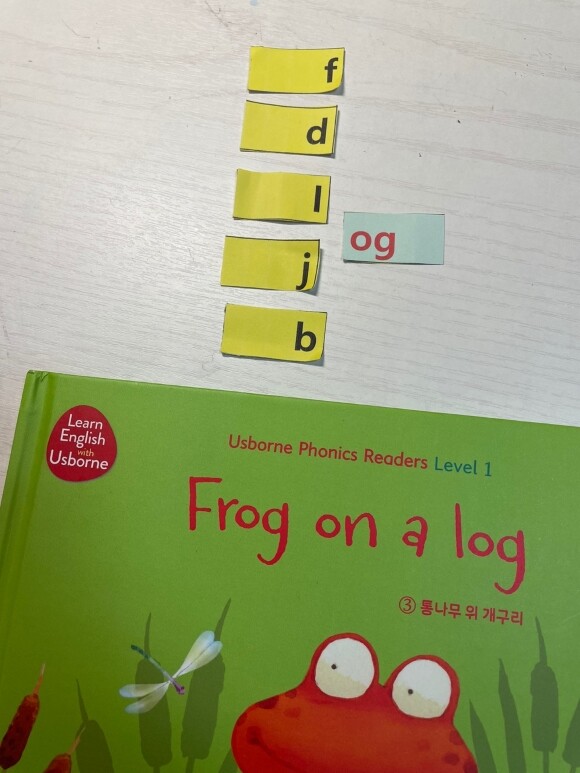 f
d
l
og
j
b
Learn
English
with
Usborne
Usborne Phonics Readers Level 1
Frog on a log
③ 통나무 위 개구리